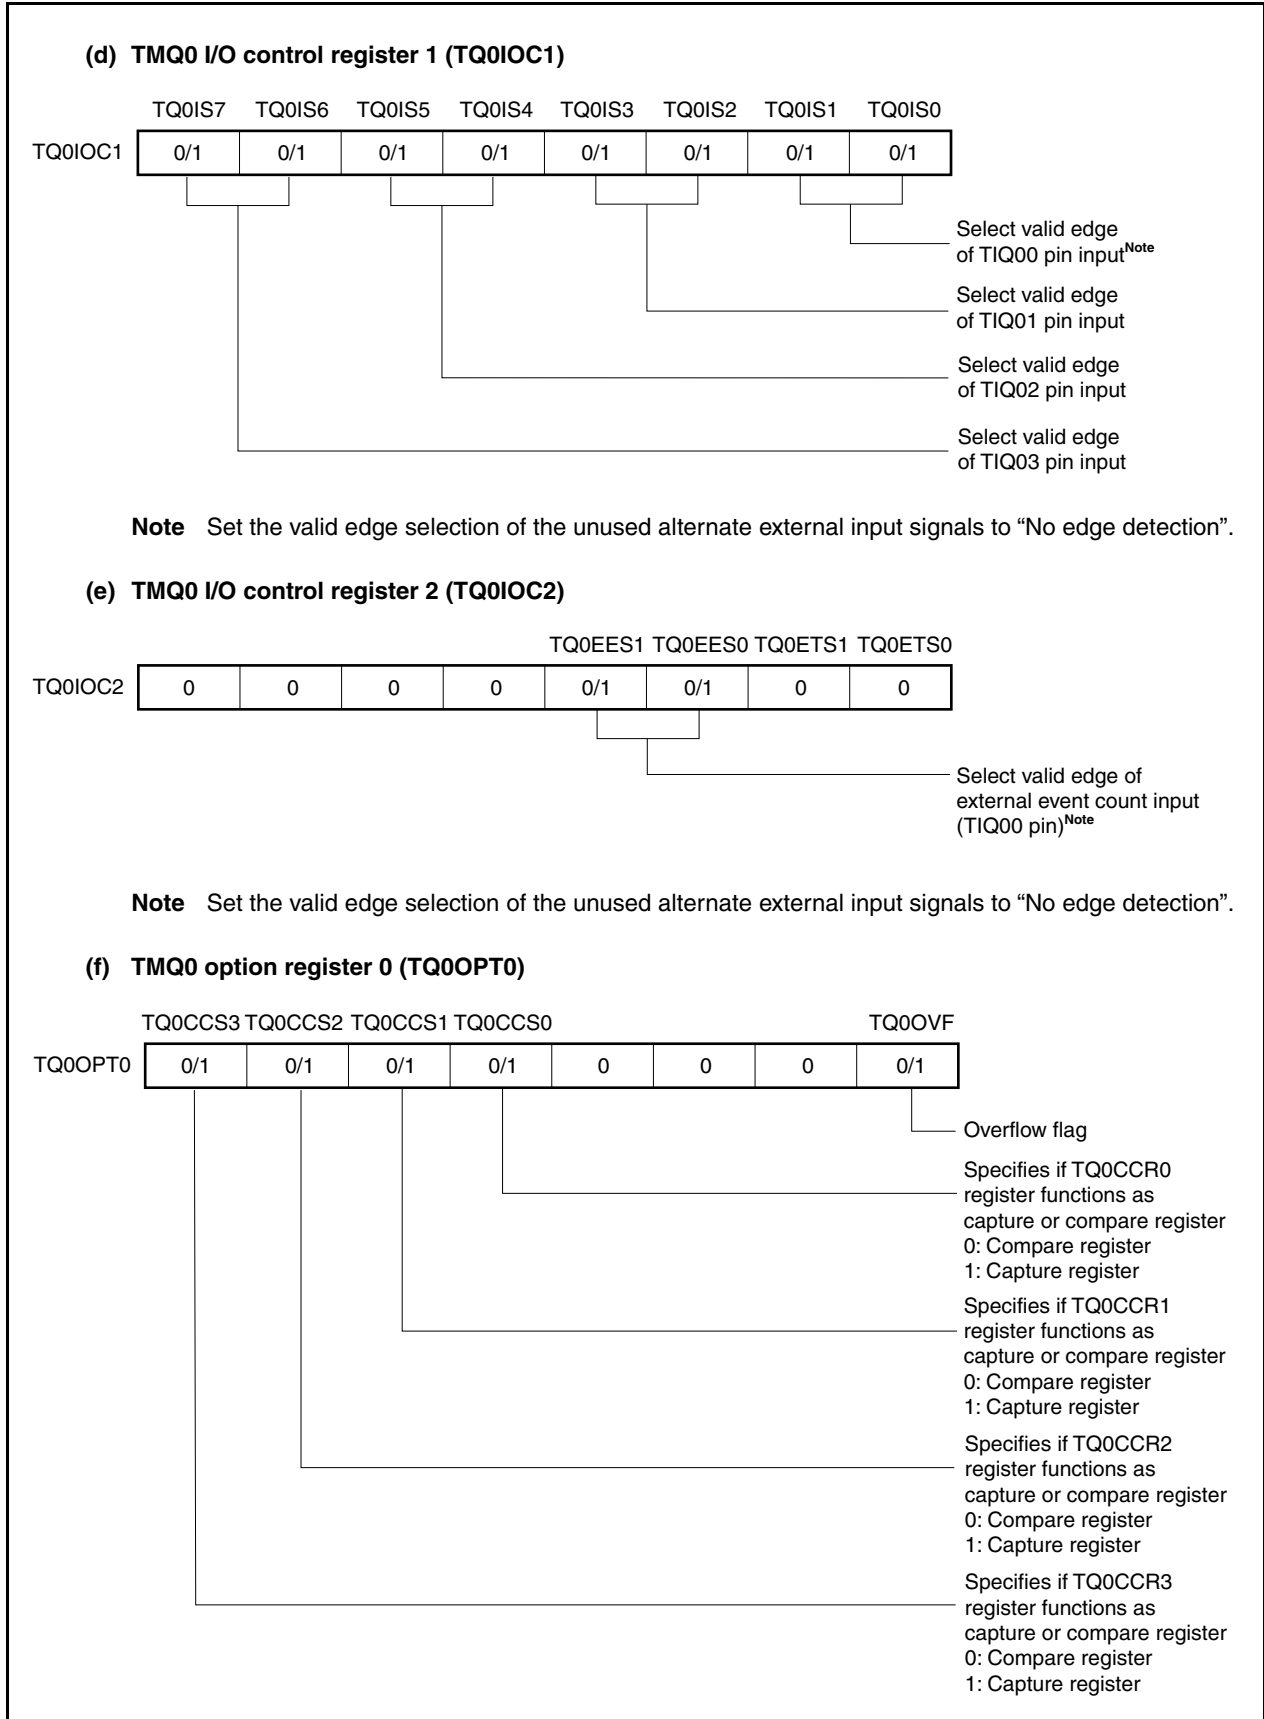 (d) TMQ0 I/O control register 1 (TQ0IOC1)
TQ0IS7 TQ0IS6 TQ0IS5 TQ0IS4 TQ0IS3 TQ0IS2 TQ0IS1 TQ0IS0
TQ0IOC1 0/1 0/1 0/1 0/1 0/1 0/1 0/1 0/1
Select valid edge
of TIQ00 pin inputNote
Select valid edge
of TIQ01 pin input
Select valid edge
of TIQ02 pin input
Select valid edge
of TIQ03 pin input
Note Set the valid edge selection of the unused alternate external input signals to “No edge detection”.
(e) TMQ0 I/O control register 2 (TQ0IOC2)
TQ0EES1 TQ0EES0 TQ0ETS1 TQ0ETS0
TQ0IOC2 0 0 0 0 0/1 0/1 0 0
Select valid edge of
external event count input
(TIQ00 pin)Note
Note Set the valid edge selection of the unused alternate external input signals to “No edge detection”.
(f) TMQ0 option register 0 (TQ0OPT0)
TQ0CCS3 TQ0CCS2 TQ0CCS1 TQ0CCS0 TQ0OVF
TQ0OPT0 0/1 0/1 0/1 0/1 0 0 0 0/1
Overflow flag
Specifies if TQ0CCR0
register functions as
capture or compare register
0: Compare register
1: Capture register
Specifies if TQ0CCR1
register functions as
capture or compare register
0: Compare register
1: Capture register
Specifies if TQ0CCR2
register functions as
capture or compare register
0: Compare register
1: Capture register
Specifies if TQ0CCR3
register functions as
capture or compare register
0: Compare register
1: Capture register